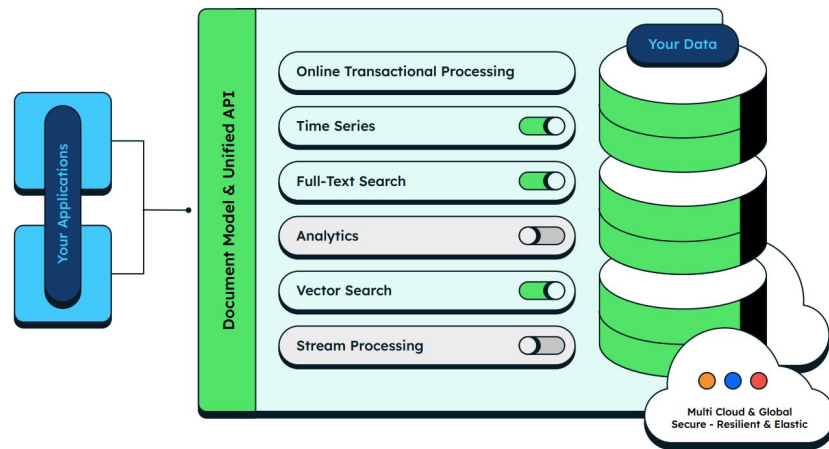 Your Applications
Document Model & Unified API
Online Transactional Processing
Time Series
Full-Text Search
Analytics
Vector Search
Stream Processing
Your Data
Multi Cloud & Global
Secure - Resilient & Elastic